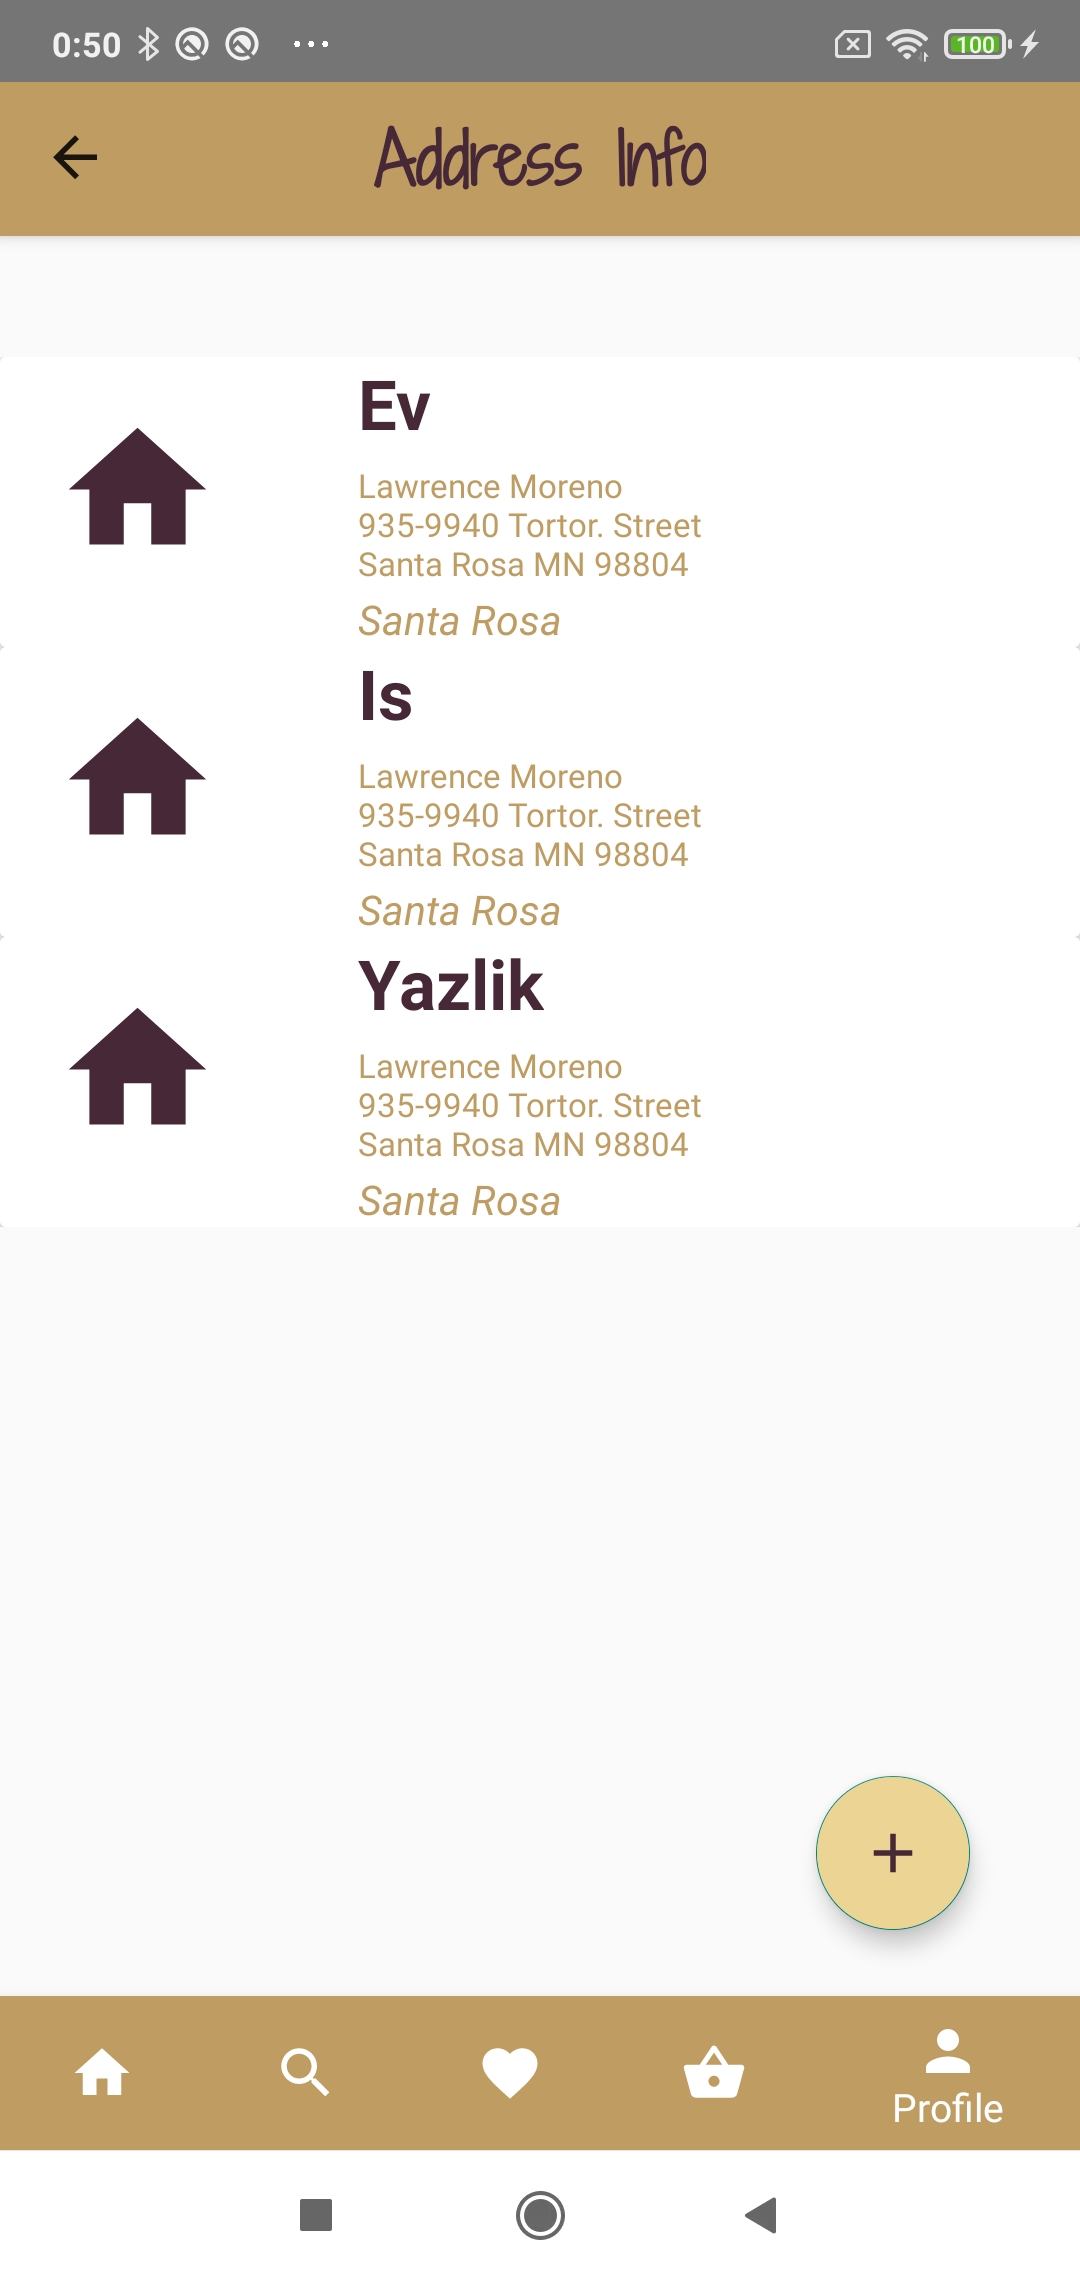 0:50
100
Address Info
Ev
Lawrence Moreno
935-9940 Tortor. Street
Santa Rosa MN 98804
Santa Rosa
Is
Lawrence Moreno
935-9940 Tortor. Street
Santa Rosa MN 98804
Santa Rosa
Yazlik
Lawrence Moreno
935-9940 Tortor. Street
Santa Rosa MN 98804
Santa Rosa
Profile